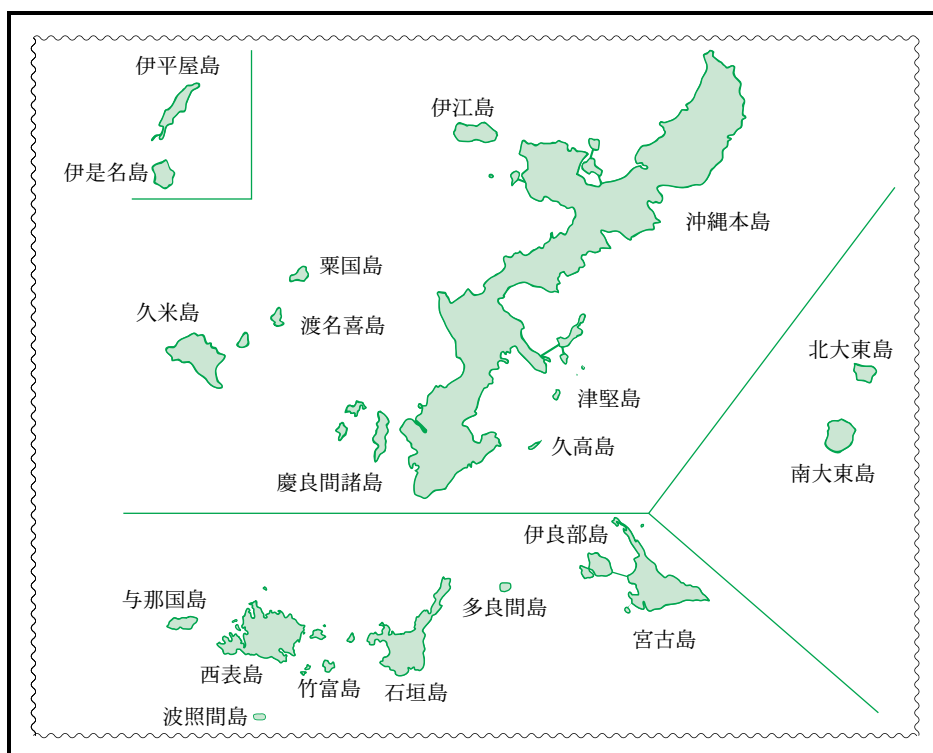 伊平屋島
伊江島
伊是名島
沖縄本島
粟国島
久米島
渡名喜島
北大東島
津堅島
久高島
慶良間諸島
南大東島
伊良部島
与那国島
多良間島
宮古島
西表島
竹富島
石垣島
波照間島